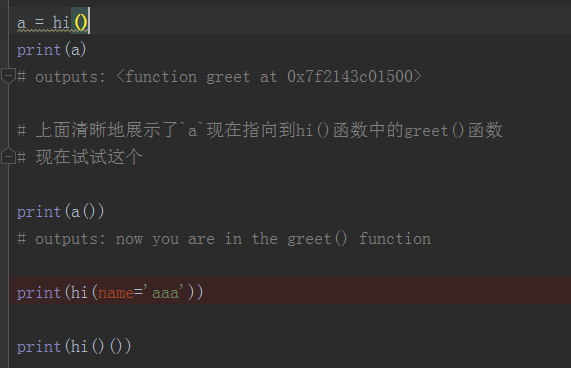 a = hi()
print(a)
# outputs: <function greet at 0x7f2143c01500>
# 上面清晰地展示了`a`现在指向到hi()函数中的greet()函数
# 现在试试这个
print(a())
# outputs: now you are in the greet() function
print(hi(name='aaa'))
print(hi()())